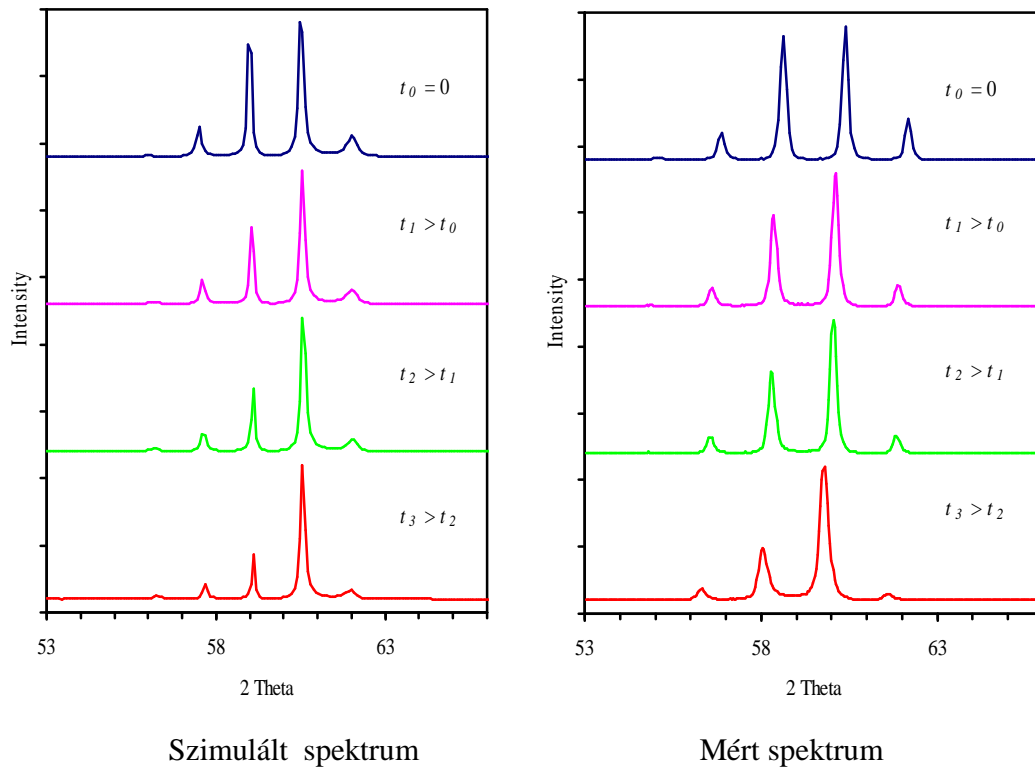 t0 = 0
t1 > t0
t2 > t1
t3 > t2
Intensity
53 58 63
2 Theta
Szimulált spektrum
t0 = 0
t1 > t0
t2 > t1
t3 > t2
Intensity
53 58 63
2 Theta
Mért spektrum